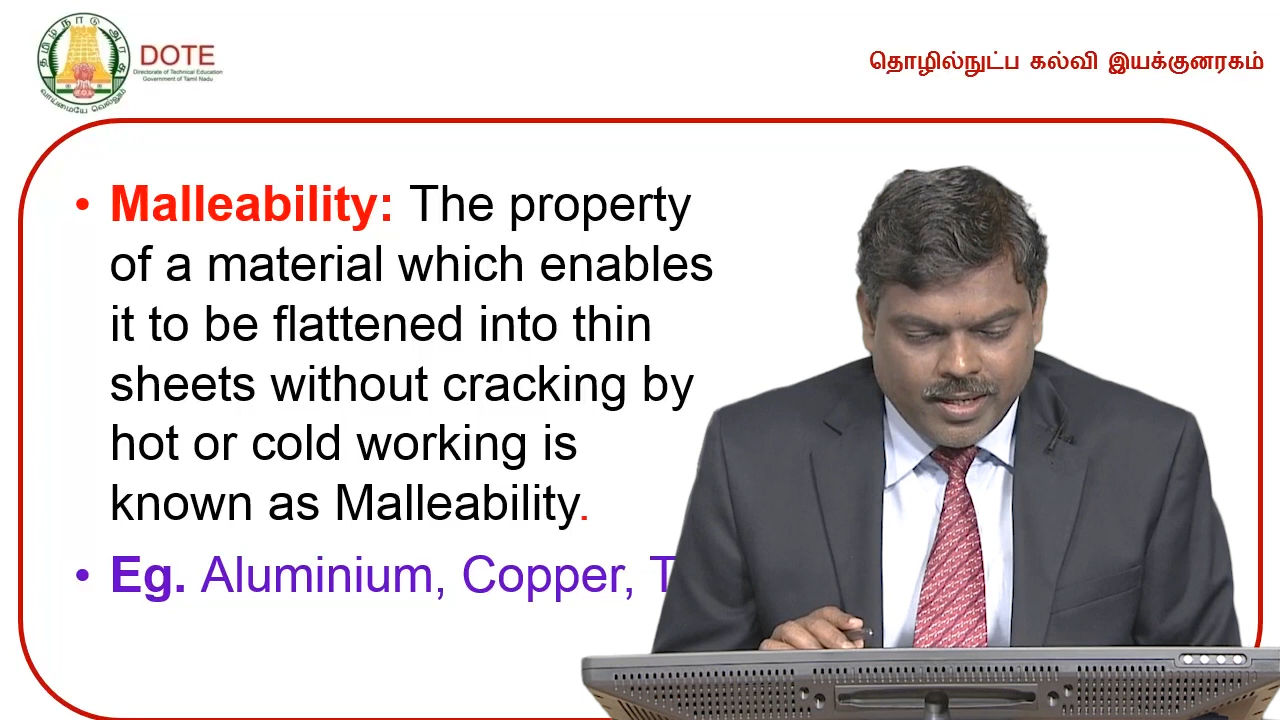 தமிழ்நாடு அரசு
வாய்மையே வெல்லும்
DOTE
Directorate of Technical Education
Government of Tamil Nadu
தொழில்நுட்ப கல்வி இயக்குனரகம்
• Malleability: The property
of a material which enables
it to be flattened into thin
sheets without cracking by
hot or cold working is
known as Malleability.
• Eg. Aluminium, Copper,